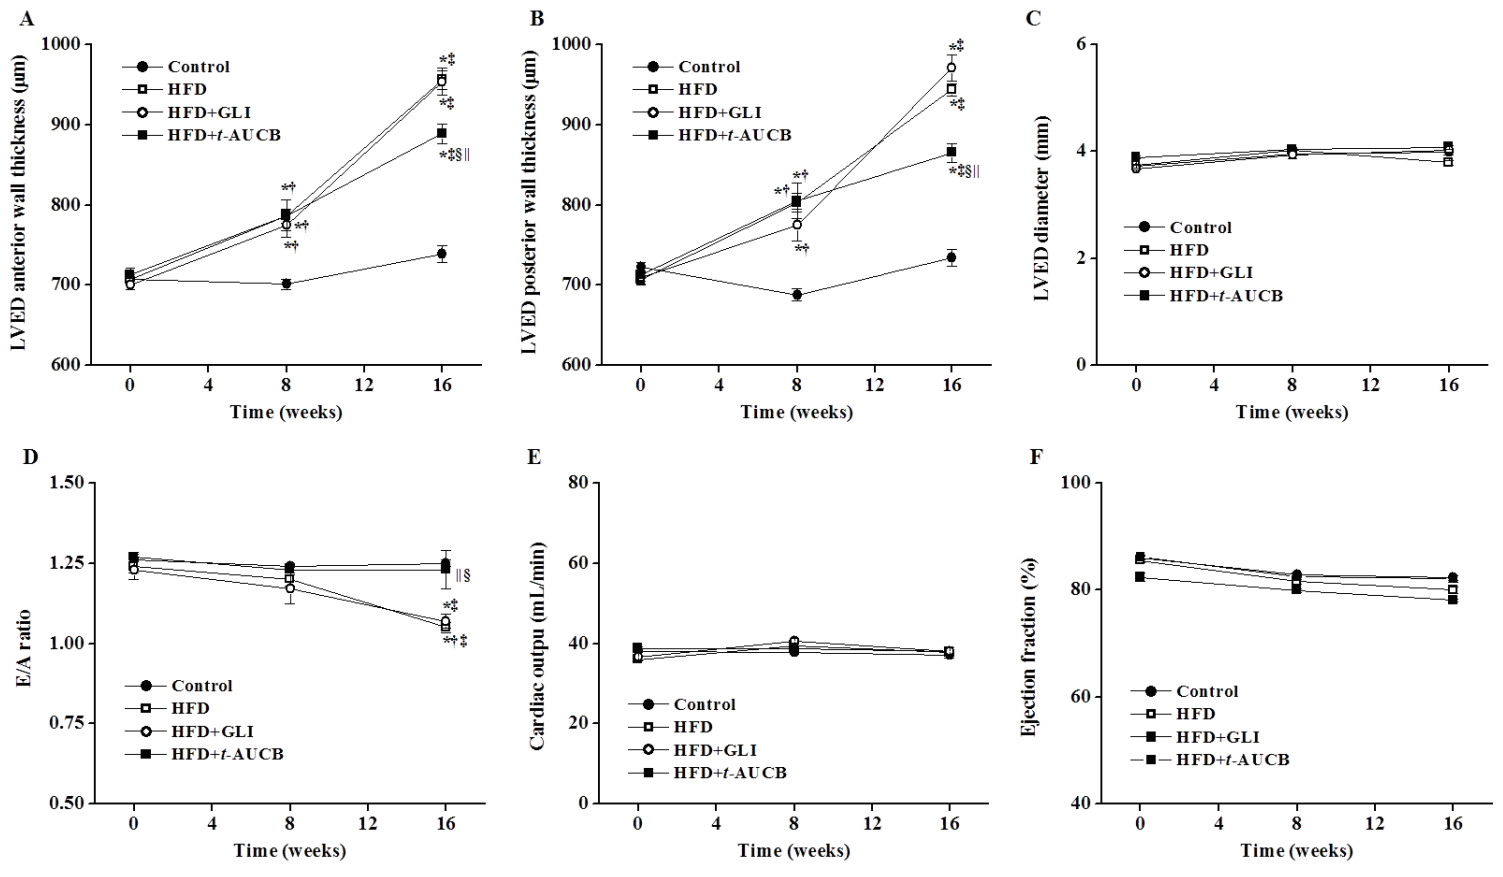 A
LVED anterior wall thickness (µm)
1000
900
800
700
600
Control
HFD
HFD+GLI
HFD+t-AUCB
*‡
*‡
*‡§||
*†
*†
*†
0 4 8 12 16
Time (weeks)
B
LVED posterior wall thickness (µm)
1000
900
800
700
600
Control
HFD
HFD+GLI
HFD+t-AUCB
*‡
*‡
*‡§||
*†
*†
*†
0 4 8 12 16
Time (weeks)
C
LVED diameter (mm)
6
4
2
0
Control
HFD
HFD+GLI
HFD+t-AUCB
0 4 8 12 16
Time (weeks)
D
E/A ratio
1.50
1.25
1.00
0.75
0.50
||§
*‡
*†‡
Control
HFD
HFD+GLI
HFD+t-AUCB
0 4 8 12 16
Time (weeks)
E
Cardiac outpu (mL/min)
80
60
40
20
0
Control
HFD
HFD+GLI
HFD+t-AUCB
0 4 8 12 16
Time (weeks)
F
Ejection fraction (%)
100
80
60
40
Control
HFD
HFD+GLI
HFD+t-AUCB
0 4 8 12 16
Time (weeks)